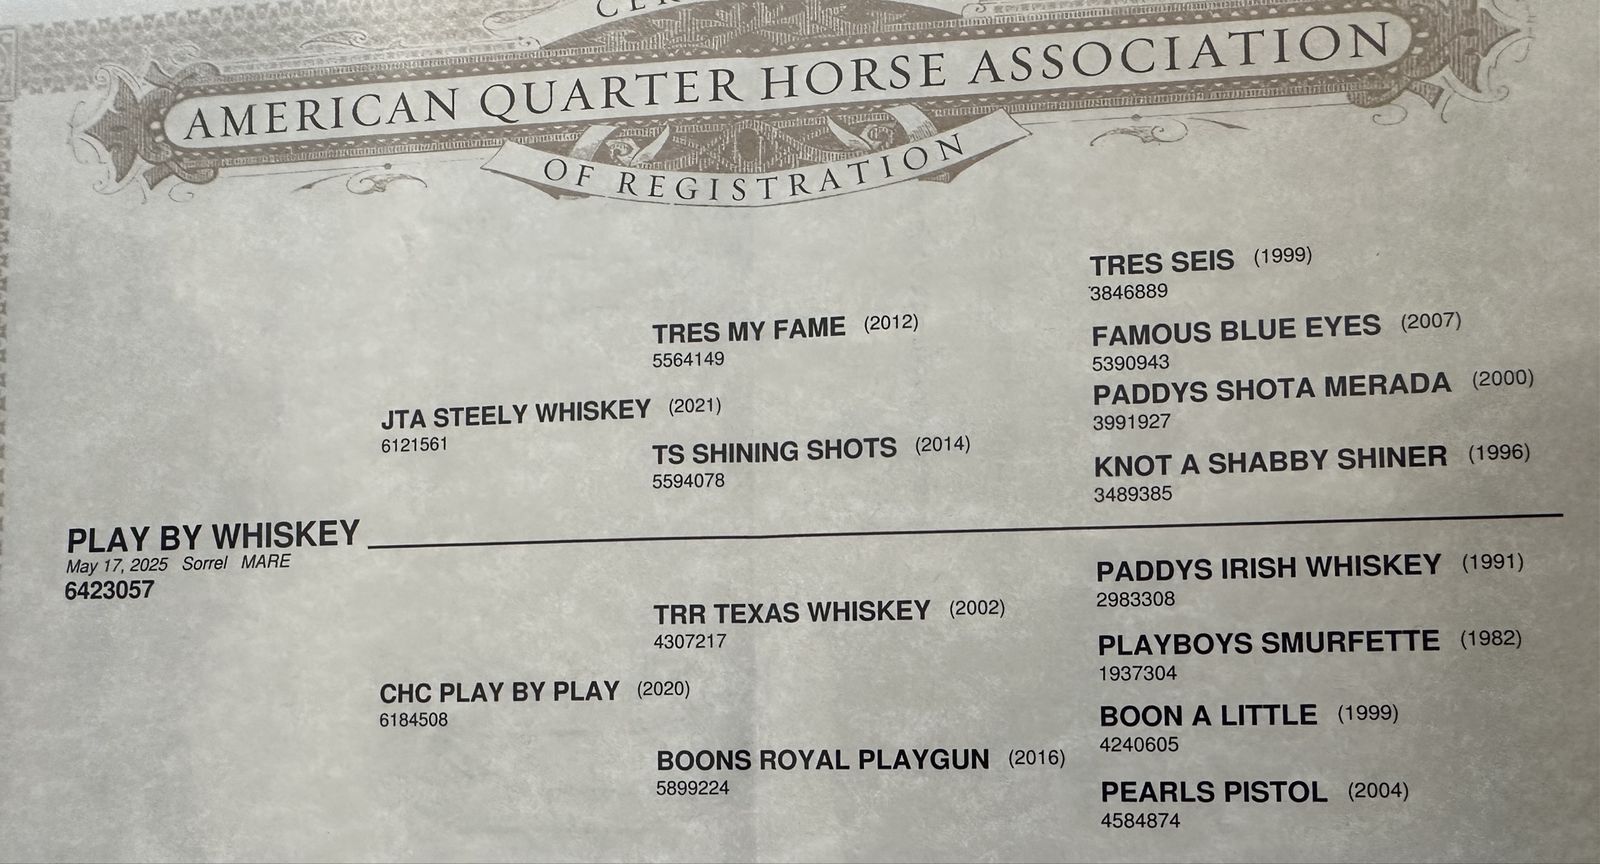 AMERICAN QUARTER HORSE ASSOCIATION
OF REGISTRATION
TRES SEIS (1999)
3846889
TRES MY FAME (2012)
5564149
FAMOUS BLUE EYES (2007)
5390943
PADDYS SHOTA MERADA (2000)
3991927
JTA STEELY WHISKEY (2021)
6121561
TS SHINING SHOTS (2014)
5594078
KNOT A SHABBY SHINER (1996)
3489385
PLAY BY WHISKEY
May 17, 2025 Sorrel MARE
6423057
PADDYS IRISH WHISKEY (1991)
2983308
TRR TEXAS WHISKEY (2002)
4307217
PLAYBOYS SMURFETTE (1982)
1937304
CHC PLAY BY PLAY (2020)
6184508
BOON A LITTLE (1999)
4240605
BOONS ROYAL PLAYGUN (2016)
5899224
PEARLS PISTOL (2004)
4584874